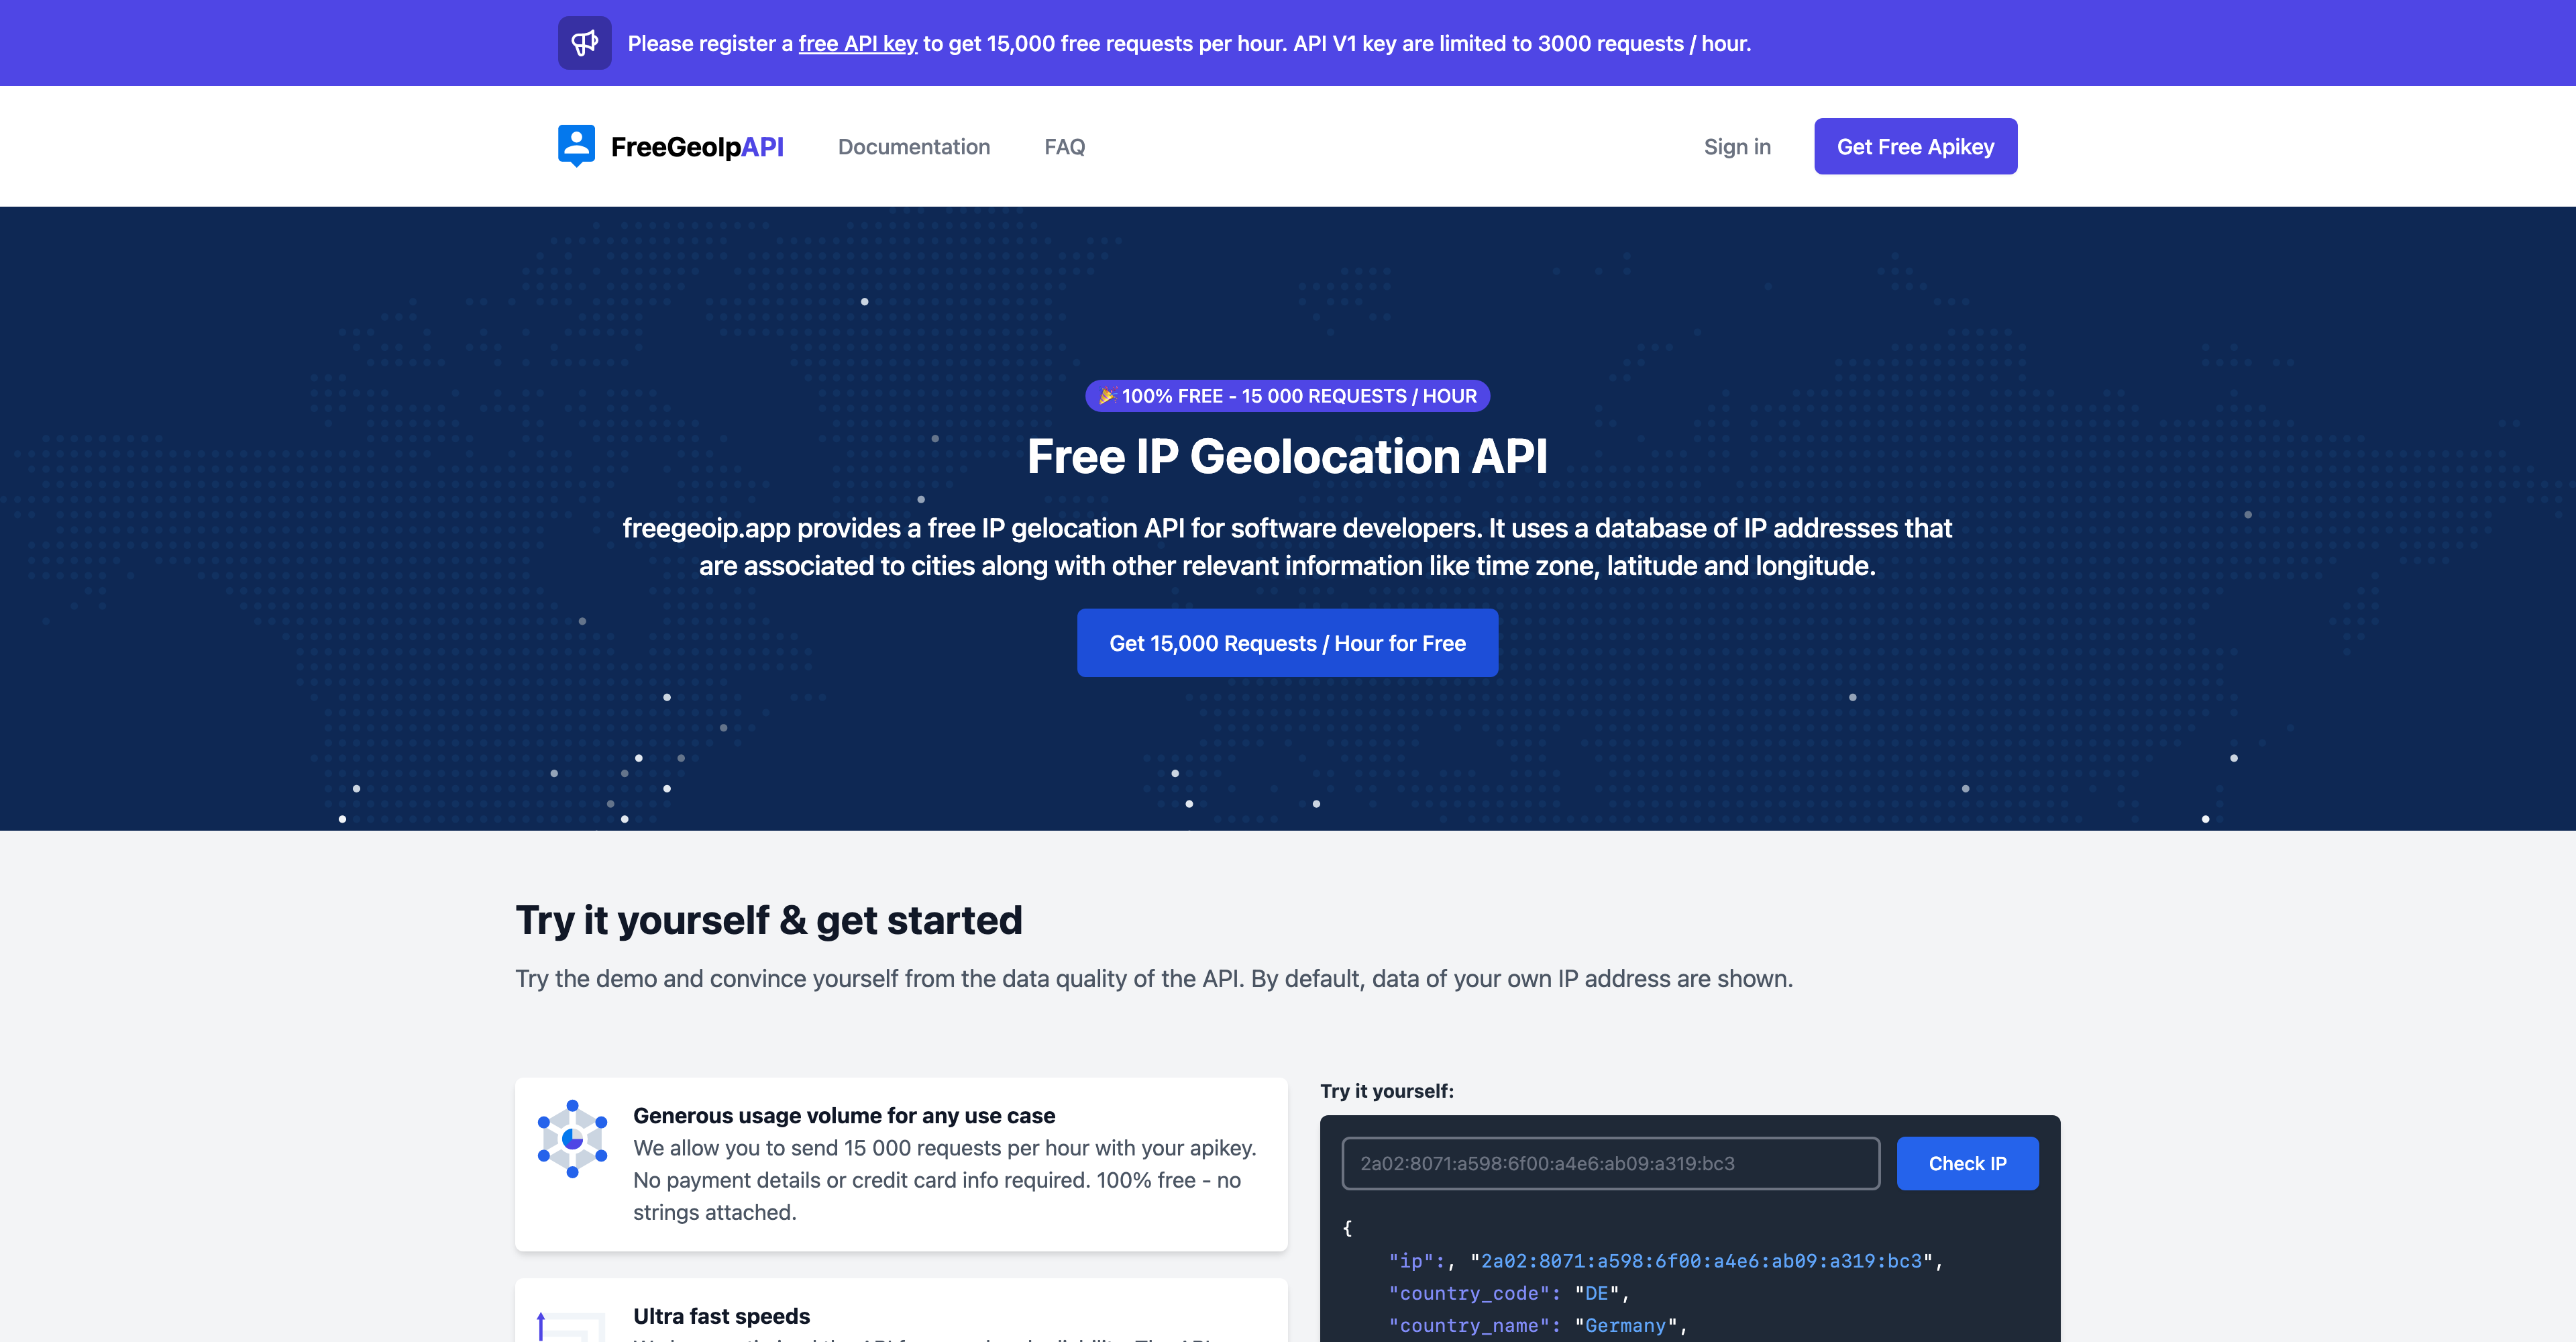 Please register a free API key to get 15,000 free requests per hour. API V1 key are limited to 3000 requests / hour.
FreeGeoIpAPI
Documentation
FAQ
Sign in
Get Free Apikey
🎉 100% FREE - 15 000 REQUESTS / HOUR
Free IP Geolocation API
freegeoip.app provides a free IP gelocation API for software developers. It uses a database of IP addresses that
are associated to cities along with other relevant information like time zone, latitude and longitude.
Get 15,000 Requests / Hour for Free
Try it yourself & get started
Try the demo and convince yourself from the data quality of the API. By default, data of your own IP address are shown.
Generous usage volume for any use case
We allow you to send 15 000 requests per hour with your apikey.
No payment details or credit card info required. 100% free - no
strings attached.
Ultra fast speeds
Try it yourself:
2a02:8071:a598:6f00:a4e6:ab09:a319:bc3
Check IP
{
"ip":, "2a02:8071:a598:6f00:a4e6:ab09:a319:bc3",
"country_code": "DE",
"country_name": "Germany",